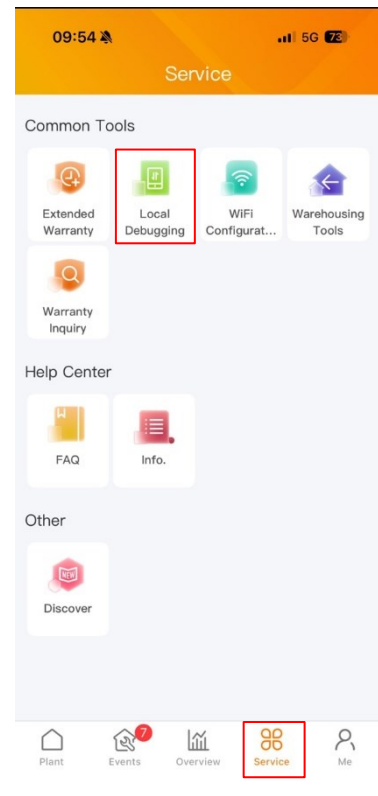 09:54
5G 73
Service
Common Tools
Extended
Warranty
Local
Debugging
WiFi
Configurat...
Warehousing
Tools
Warranty
Inquiry
Help Center
FAQ
Info.
Other
NEW
Discover
7
Plant
Events
Overview
Service
Me